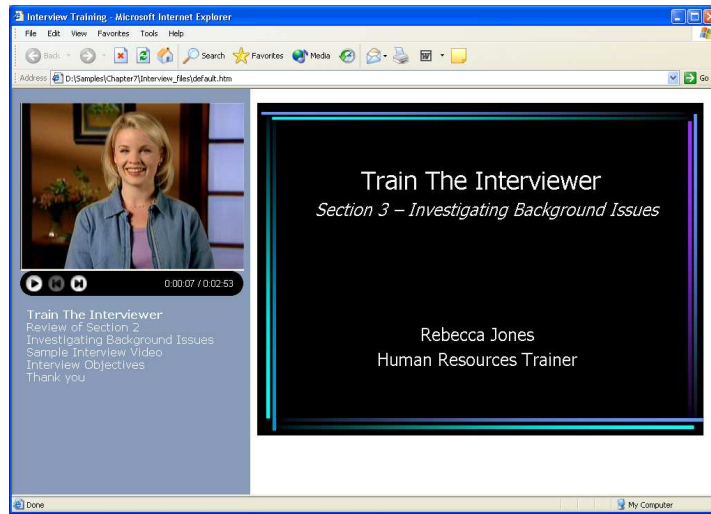 Interview Training - Microsoft Internet Explorer
File Edit View Favorites Tools Help
Back Search Favorites Media
Address D:\Samples\Chapter7\Interview_files\default.htm Go
0:00:07 / 0:02:53
Train The Interviewer
Review of Section 2
Investigating Background Issues
Sample Interview Video
Interview Objectives
Thank you
Train The Interviewer
Section 3 – Investigating Background Issues
Rebecca Jones
Human Resources Trainer
Done My Computer